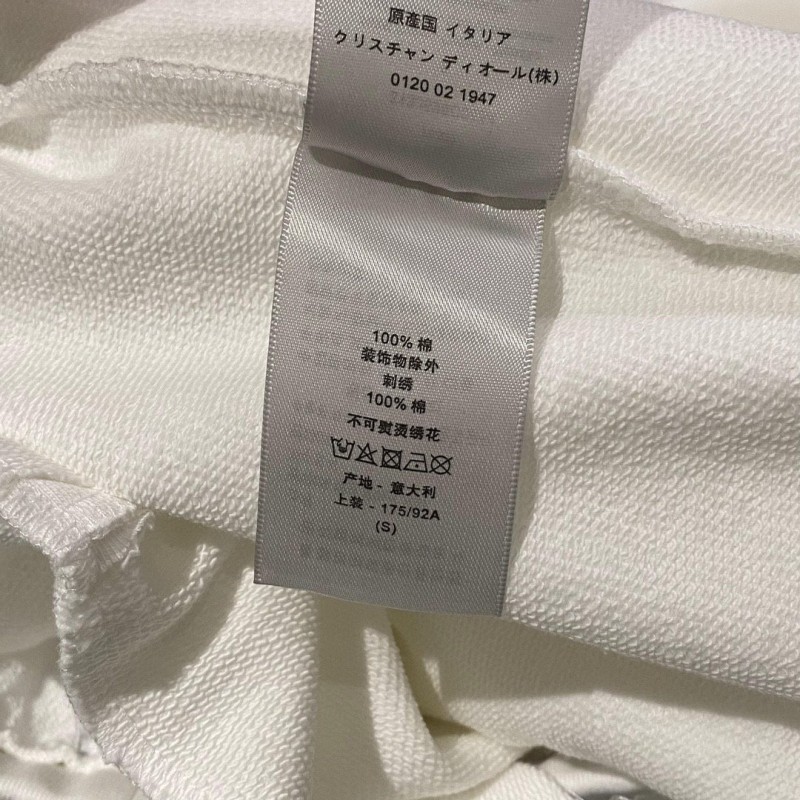 原産国 イタリア
クリスチャン ディオール(株)
0120 02 1947
100% 棉
装饰物除外
刺绣
100% 棉
不可熨烫绣花
产地 - 意大利
上装 - 175/92A
(S)